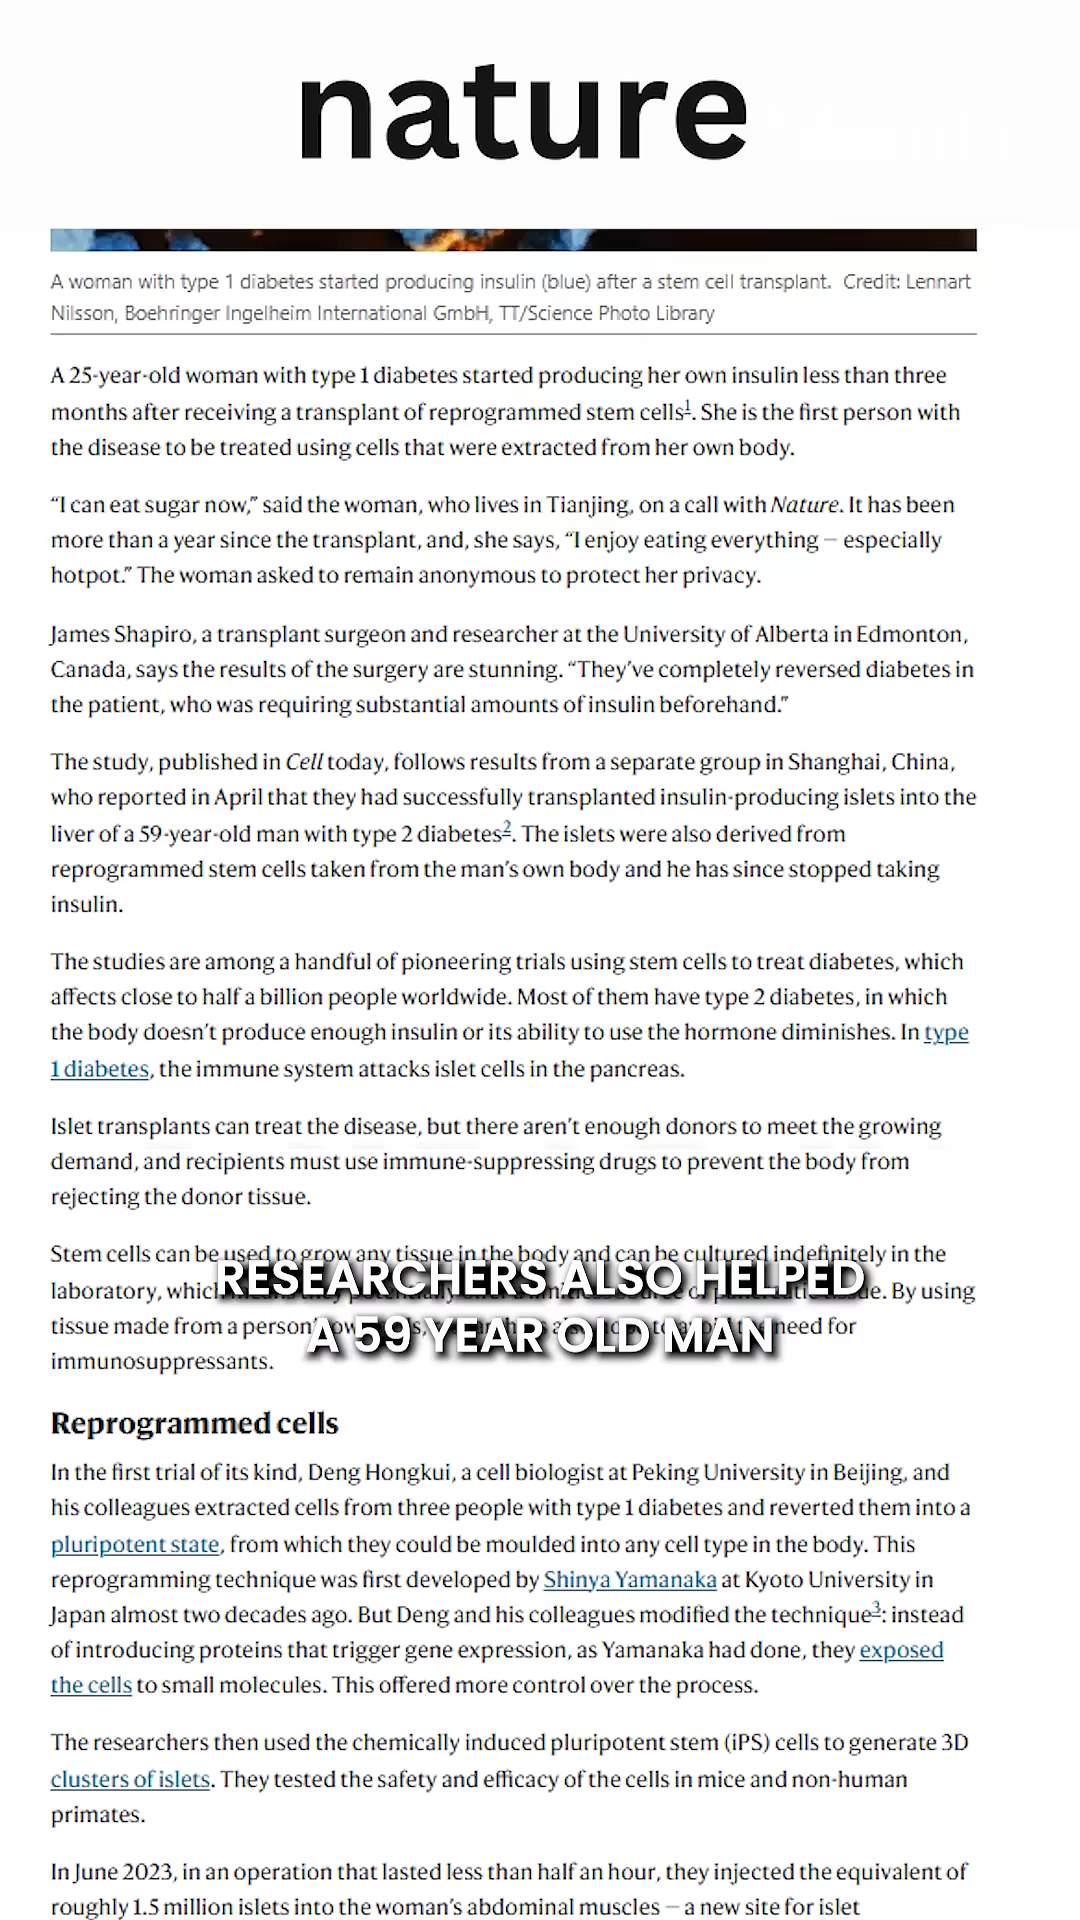 nature
A woman with type 1 diabetes started producing insulin (blue) after a stem cell transplant. Credit: Lennart
Nilsson, Boehringer Ingelheim International GmbH, TT/Science Photo Library
A 25-year-old woman with type 1 diabetes started producing her own insulin less than three
months after receiving a transplant of reprogrammed stem cells1. She is the first person with
the disease to be treated using cells that were extracted from her own body.
“I can eat sugar now,” said the woman, who lives in Tianjing, on a call with Nature. It has been
more than a year since the transplant, and, she says, “I enjoy eating everything — especially
hotpot.” The woman asked to remain anonymous to protect her privacy.
James Shapiro, a transplant surgeon and researcher at the University of Alberta in Edmonton,
Canada, says the results of the surgery are stunning. “They’ve completely reversed diabetes in
the patient, who was requiring substantial amounts of insulin beforehand.”
The study, published in Cell today, follows results from a separate group in Shanghai, China,
who reported in April that they had successfully transplanted insulin-producing islets into the
liver of a 59-year-old man with type 2 diabetes2. The islets were also derived from
reprogrammed stem cells taken from the man’s own body and he has since stopped taking
insulin.
The studies are among a handful of pioneering trials using stem cells to treat diabetes, which
affects close to half a billion people worldwide. Most of them have type 2 diabetes, in which
the body doesn’t produce enough insulin or its ability to use the hormone diminishes. In type
1 diabetes, the immune system attacks islet cells in the pancreas.
Islet transplants can treat the disease, but there aren’t enough donors to meet the growing
demand, and recipients must use immune-suppressing drugs to prevent the body from
rejecting the donor tissue.
Stem cells can be used to grow any tissue in the body and can be cultured indefinitely in the
laboratory, By using
RESEARCHERS ALSO HELPED
tissue made from a need for
A 59 YEAR OLD MAN
immunosuppressants.
Reprogrammed cells
In the first trial of its kind, Deng Hongkui, a cell biologist at Peking University in Beijing, and
his colleagues extracted cells from three people with type 1 diabetes and reverted them into a
pluripotent state, from which they could be moulded into any cell type in the body. This
reprogramming technique was first developed by Shinya Yamanaka at Kyoto University in
Japan almost two decades ago. But Deng and his colleagues modified the technique3: instead
of introducing proteins that trigger gene expression, as Yamanaka had done, they exposed
the cells to small molecules. This offered more control over the process.
The researchers then used the chemically induced pluripotent stem (iPS) cells to generate 3D
clusters of islets. They tested the safety and efficacy of the cells in mice and non-human
primates.
In June 2023, in an operation that lasted less than half an hour, they injected the equivalent of
roughly 1.5 million islets into the woman’s abdominal muscles — a new site for islet